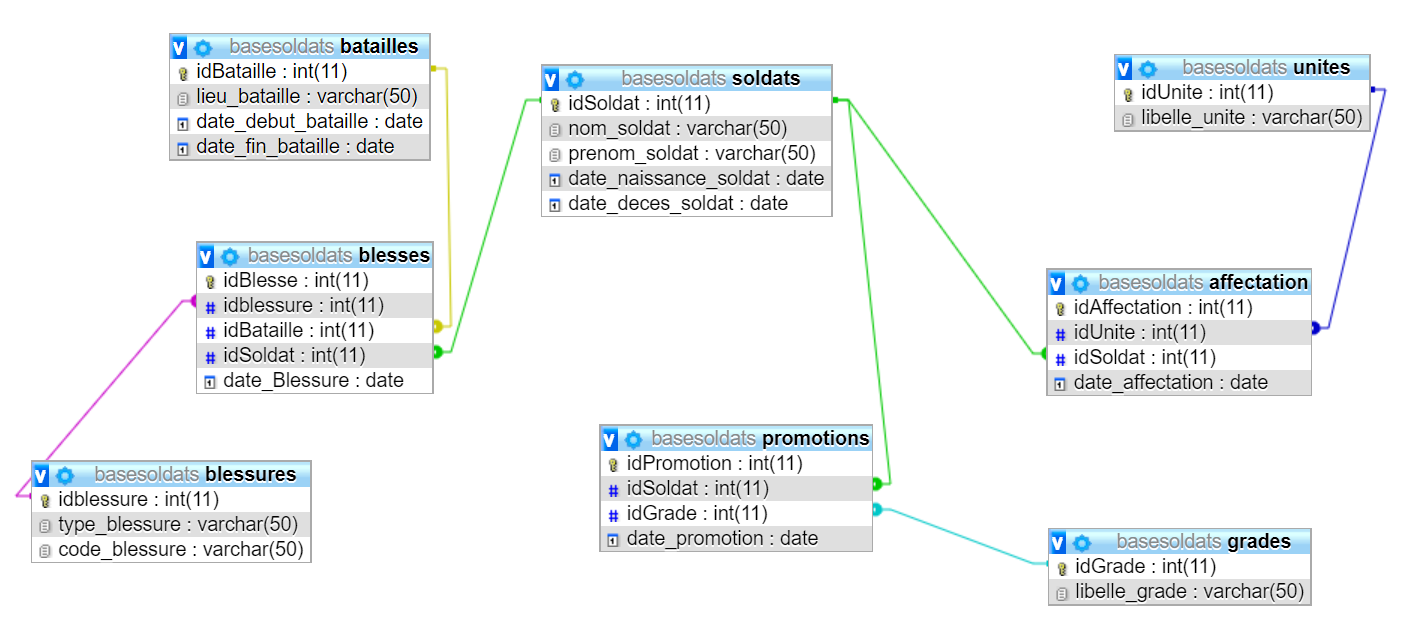 basesoldats batailles
idBataille : int(11)
lieu_bataille : varchar(50)
date_debut_bataille : date
date_fin_bataille : date
basesoldats soldats
idSoldat : int(11)
nom_soldat : varchar(50)
prenom_soldat : varchar(50)
date_naissance_soldat : date
date_deces_soldat : date
basesoldats unites
idUnite : int(11)
libelle_unite : varchar(50)
basesoldats blesses
idBlesse : int(11)
idblessure : int(11)
idBataille : int(11)
idSoldat : int(11)
date_Blessure : date
basesoldats affectation
idAffectation : int(11)
idUnite : int(11)
idSoldat : int(11)
date_affectation : date
basesoldats blessures
idblessure : int(11)
type_blessure : varchar(50)
code_blessure : varchar(50)
basesoldats promotions
idPromotion : int(11)
idSoldat : int(11)
idGrade : int(11)
date_promotion : date
basesoldats grades
idGrade : int(11)
libelle_grade : varchar(50)